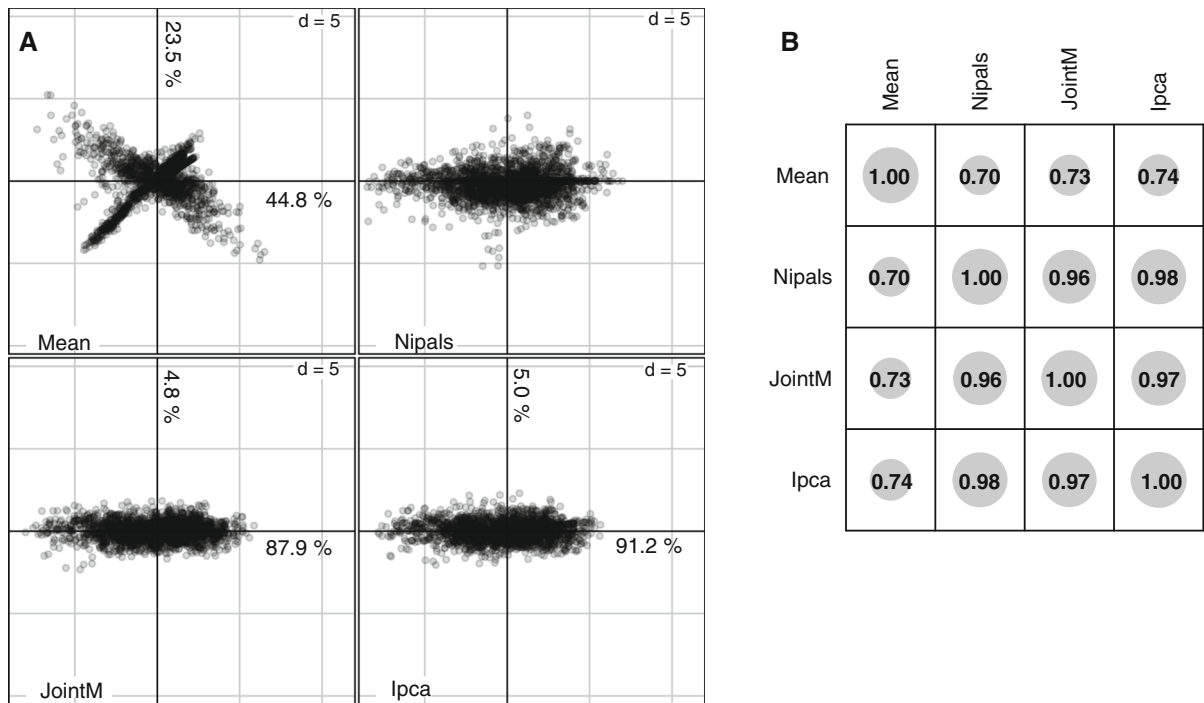 A
d = 5
23.5 %
44.8 %
Mean
d = 5
Nipals
d = 5
4.8 %
87.9 %
JointM
d = 5
5.0 %
91.2 %
Ipca
B
Mean
Nipals
JointM
Ipca
Mean 1.00 0.70 0.73 0.74
Nipals 0.70 1.00 0.96 0.98
JointM 0.73 0.96 1.00 0.97
Ipca 0.74 0.98 0.97 1.00